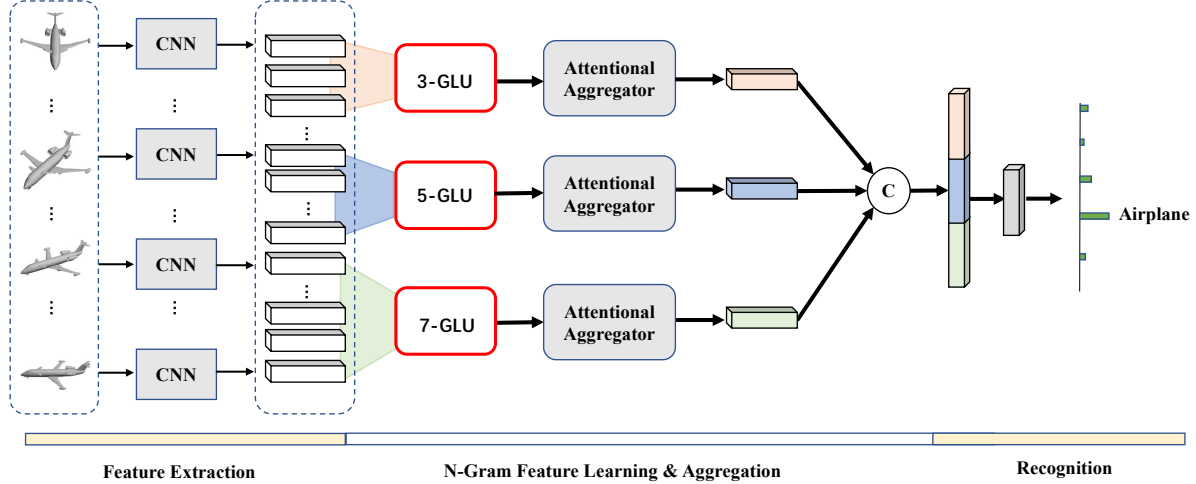 CNN
3-GLU
Attentional
Aggregator
...
...
...
CNN
5-GLU
Attentional
Aggregator
C
...
Airplane
CNN
...
...
...
7-GLU
Attentional
Aggregator
CNN
Feature Extraction
N-Gram Feature Learning & Aggregation
Recognition